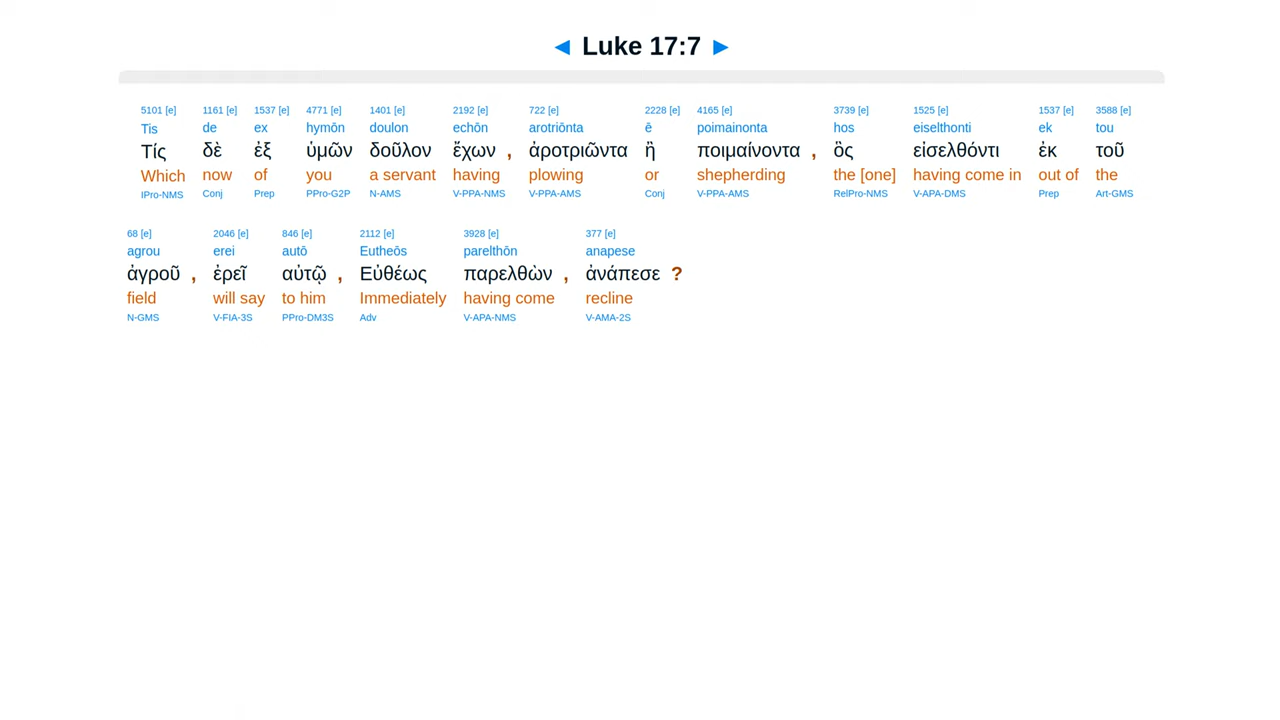 ◄ Luke 17:7 ►
5101 [e] 1161 [e] 1537 [e] 4771 [e] 1401 [e] 2192 [e] 722 [e] 2228 [e] 4165 [e] 3739 [e] 1525 [e] 1537 [e] 3588 [e]
Tis de ex hymōn doulon echōn arotriōnta ē poimainonta hos eiselthonti ek tou
Τίς δὲ ἐξ ὑμῶν δοῦλον ἔχων , ἀροτριῶντα ἢ ποιμαίνοντα , ὃς εἰσελθόντι ἐκ τοῦ
Which now of you a servant having plowing or shepherding the [one] having come in out of the
IPro-NMS Conj Prep PPro-G2P N-AMS V-PPA-NMS V-PPA-AMS Conj V-PPA-AMS RelPro-NMS V-APA-DMS Prep Art-GMS
68 [e] 2046 [e] 846 [e] 2112 [e] 3928 [e] 377 [e]
agrou erei autō Eutheōs parelthōn anapese
ἀγροῦ , ἐρεῖ αὐτῷ , Εὐθέως παρελθὼν , ἀνάπεσε ?
field will say to him Immediately having come recline
N-GMS V-FIA-3S PPro-DM3S Adv V-APA-NMS V-AMA-2S